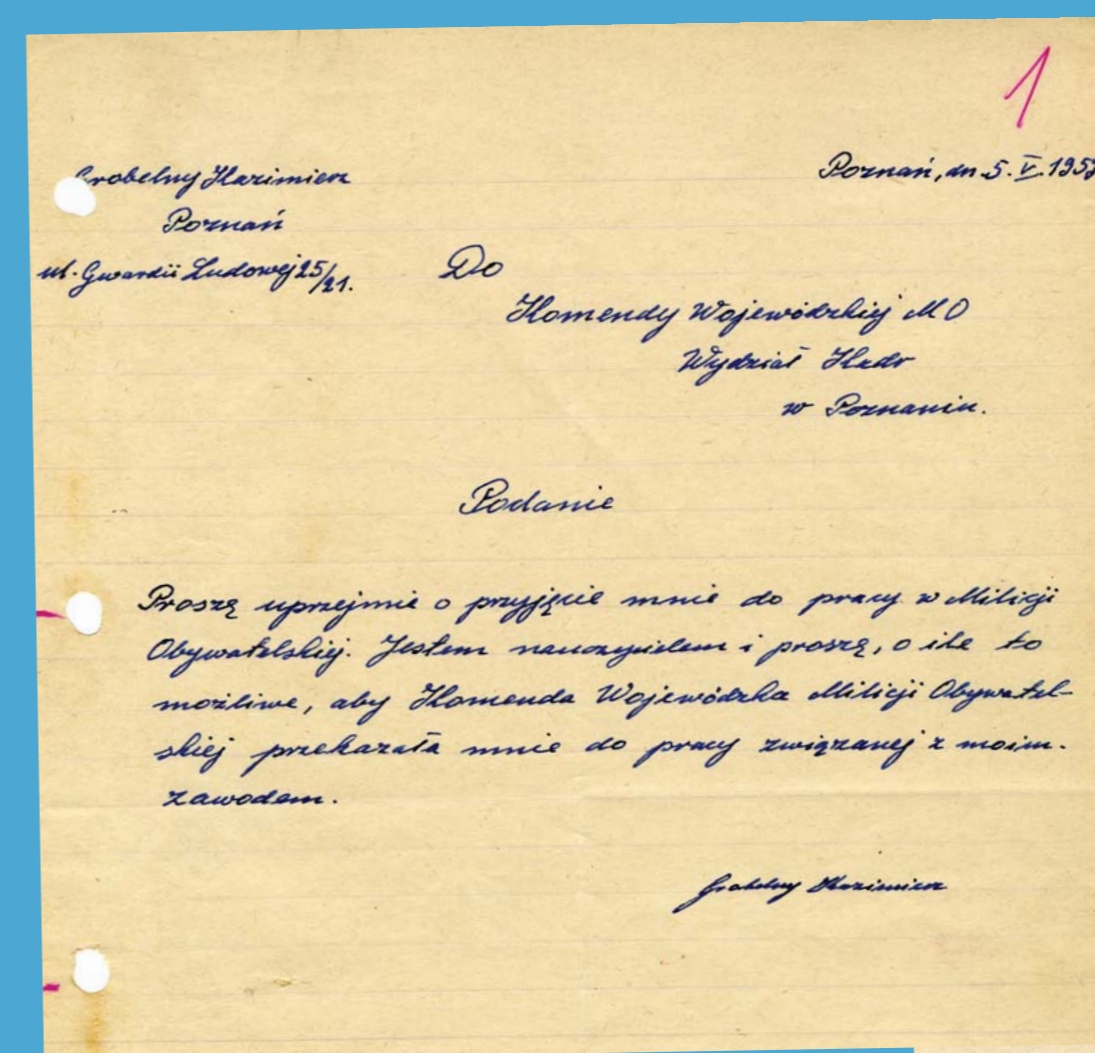 1
Grobelny Kazimierz
Poznań, dn. 5. V. 195
Poznań
ul. Gwardii Ludowej 25/21.
Do
Komendy Wojewódzkiej MO
Wydział Kadr
w Poznaniu.
Podanie
Proszę uprzejmie o przyjęcie mnie do pracy w Milicji
Obywatelskiej. Jestem nauczycielem i proszę, o ile to
możliwe, aby Komenda Wojewódzka Milicji Obywatel-
skiej przekazała mnie do pracy związanej z moim.
zawodem.
Grobelny Kazimierz